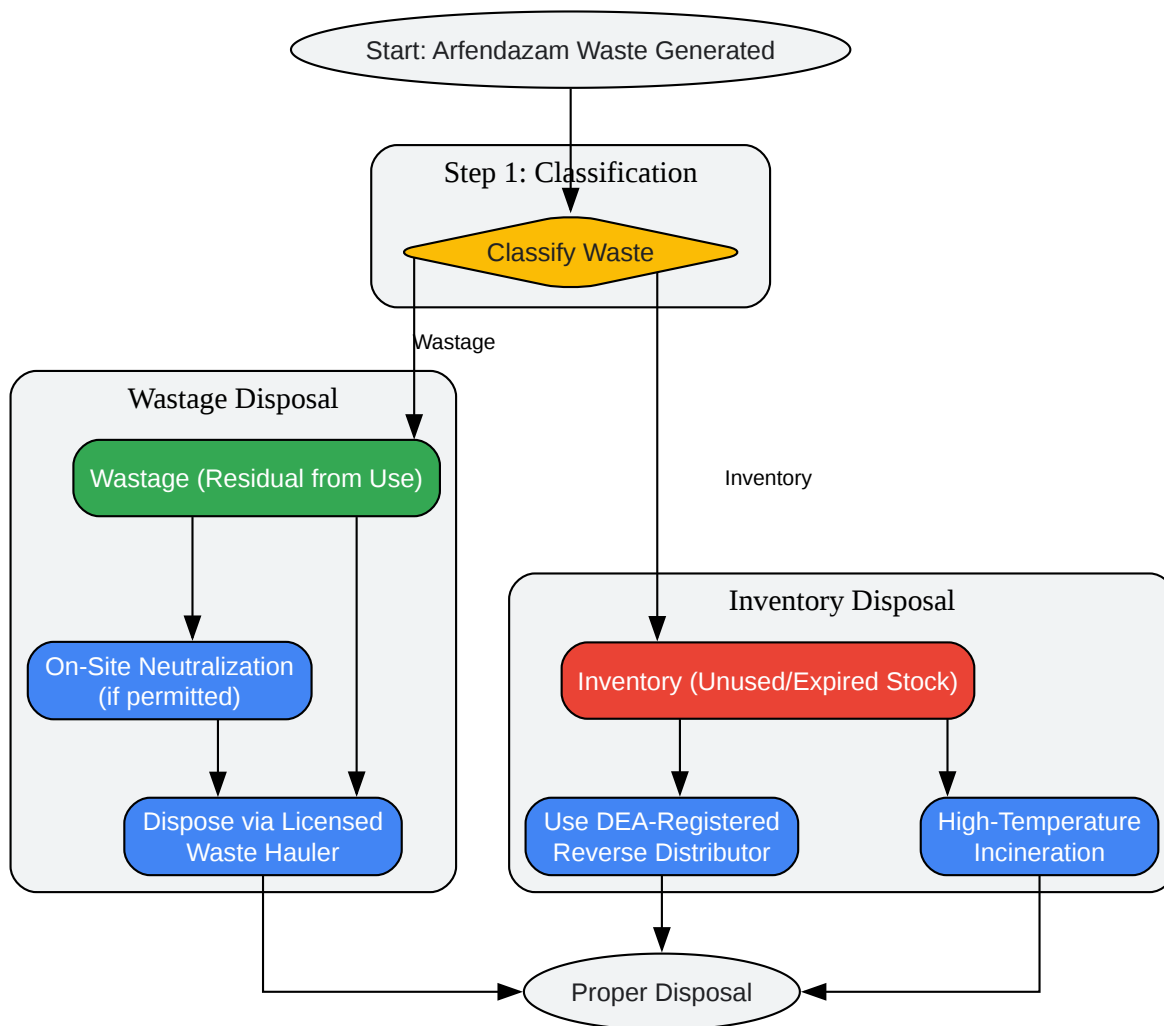 Start: Arfendazam Waste Generated
Step 1: Classification
Classify Waste
Wastage
Wastage Disposal
Wastage (Residual from Use)
Inventory
On-Site Neutralization
(if permitted)
Dispose via Licensed
Waste Hauler
Inventory Disposal
Inventory (Unused/Expired Stock)
Use DEA-Registered
Reverse Distributor
High-Temperature
Incineration
Proper Disposal